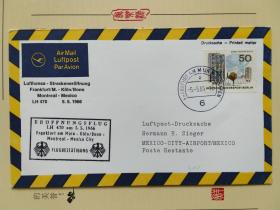 Air Mail
Luftpost
Par Avion
Drucksache - Printed matter
Lufthansa - Streckeneröffnung
Frankfurt/M. - Köln/Bonn
Montreal - Mexico
LH 470 5. 5. 1966
ERÖFFNUNGSFLUG
LH 470 am 5.5.1966
Frankfurt am Main - Köln/Bonn -
Montreal - Mexico City
FLUGBESTÄTIGUNG
50
6
Luftpost-Drucksache
Hermann E. Sieger
MEXICO-CITY-AIRPORT/MEXICO
Poste Restante